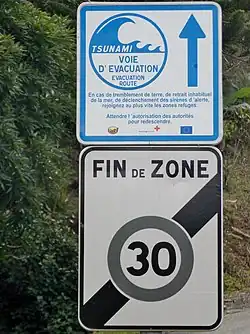 TSUNAMI
VOIE
D'EVACUATION
EVACUATION
ROUTE
En cas de tremblement de terre, de retrait inhabituel
de la mer, de déclenchement des sirènes d'alerte,
rejoignez au plus vite les zones refuges.
Attendre l'autorisation des autorités
pour redescendre.
FIN DE ZONE
30